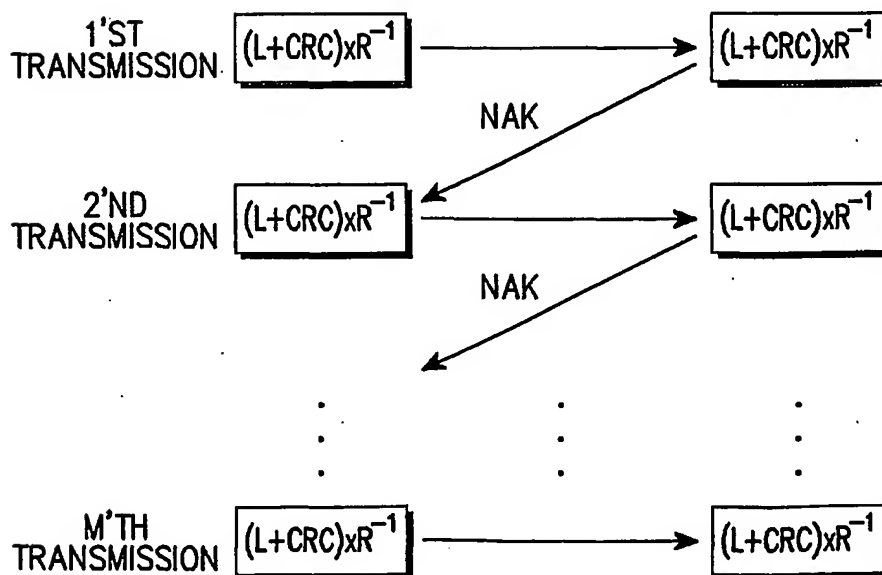 1'ST TRANSMISSION (L+CRC)xR⁻¹ (L+CRC)xR⁻¹
NAK
2'ND TRANSMISSION (L+CRC)xR⁻¹ (L+CRC)xR⁻¹
NAK
M'TH TRANSMISSION (L+CRC)xR⁻¹ (L+CRC)xR⁻¹